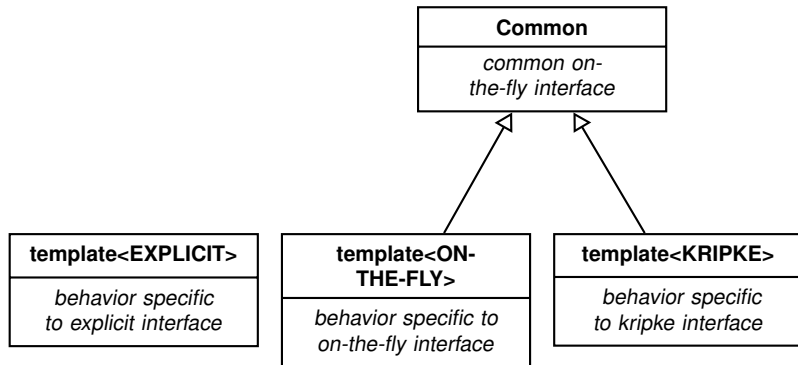 Common
common on-
the-fly interface
template<EXPLICIT>
behavior specific
to explicit interface
template<ON-
THE-FLY>
behavior specific to
on-the-fly interface
template<KRIPKE>
behavior specific
to kripke interface